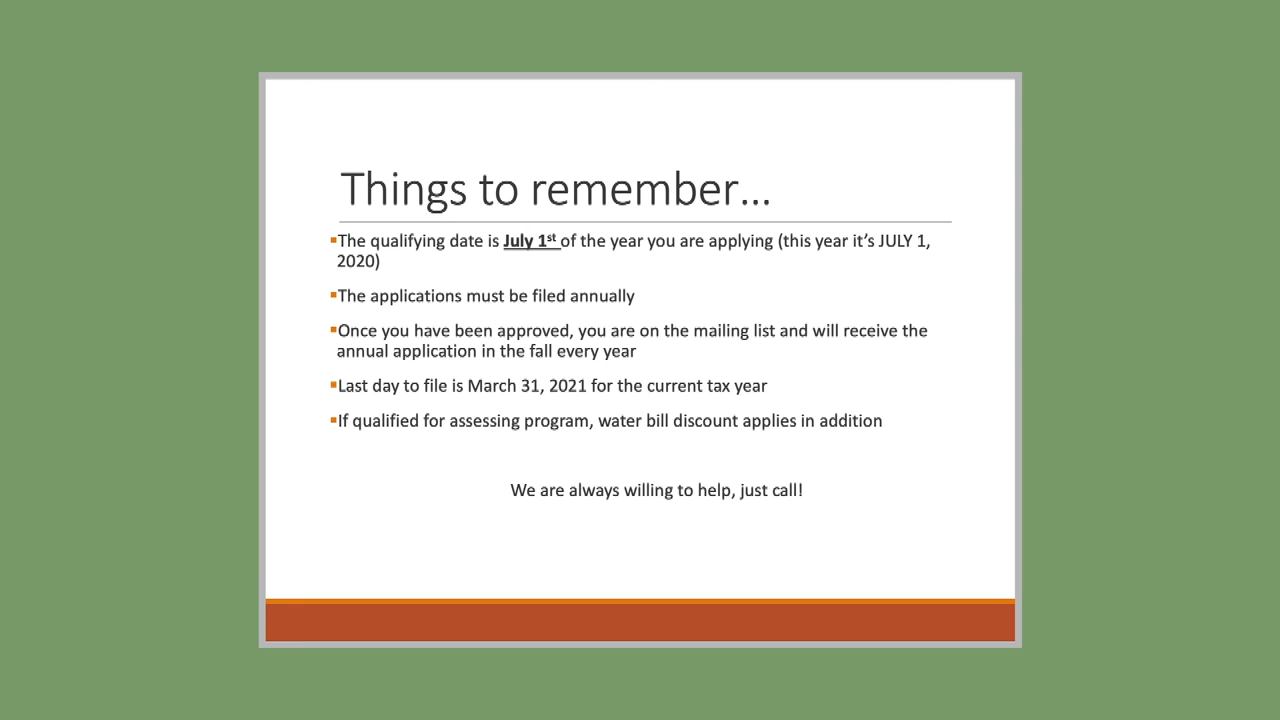 Things to remember...
▪The qualifying date is July 1st of the year you are applying (this year it's JULY 1,
2020)
▪The applications must be filed annually
▪Once you have been approved, you are on the mailing list and will receive the
annual application in the fall every year
▪Last day to file is March 31, 2021 for the current tax year
▪If qualified for assessing program, water bill discount applies in addition
We are always willing to help, just call!